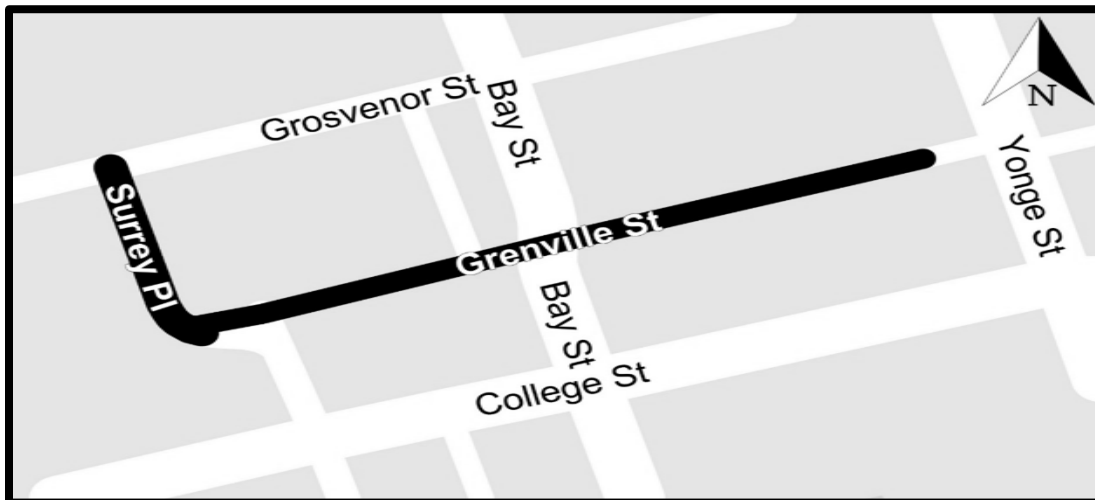 Grosvenor St
Bay St
N
Yonge St
Surrey Pl
Grenville St
Bay St
College St